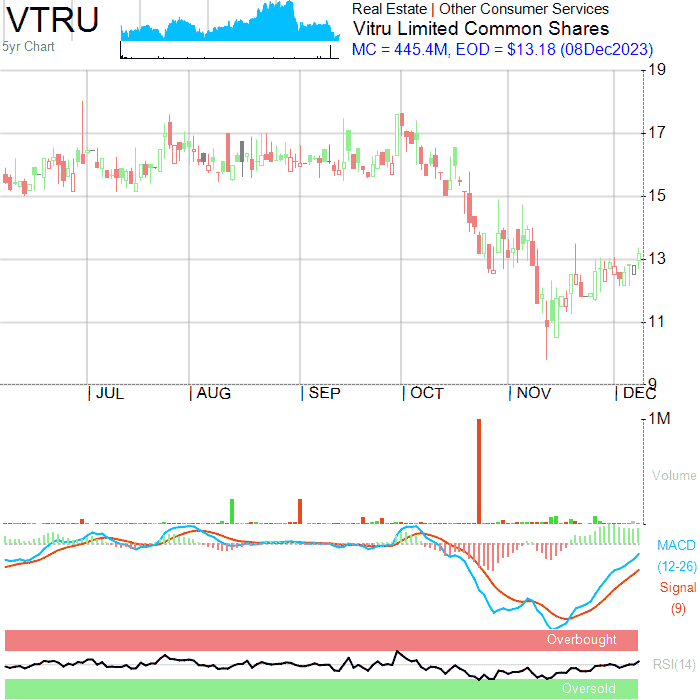 VTRU
5yr Chart
Real Estate | Other Consumer Services
Vitru Limited Common Shares
MC = 445.4M, EOD = $13.18 (08Dec2023)
19
17
15
13
11
9
JUL AUG SEP OCT NOV DEC
1M
Volume
MACD
(12-26)
Signal
(9)
Overbought
RSI(14)
Oversold